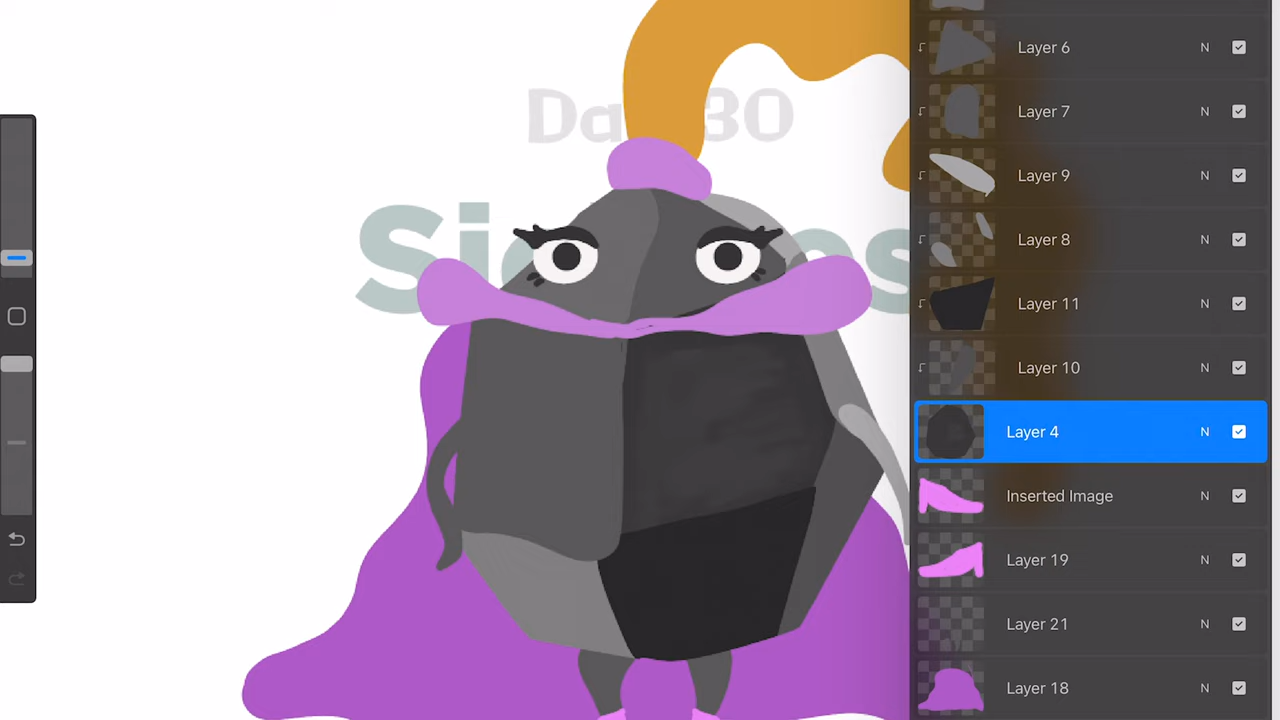 Layer 6 N
Layer 7 N
Layer 9 N
Layer 8 N
Layer 11 N
Layer 10 N
Layer 4 N
Inserted Image N
Layer 19 N
Layer 21 N
Layer 18 N
30